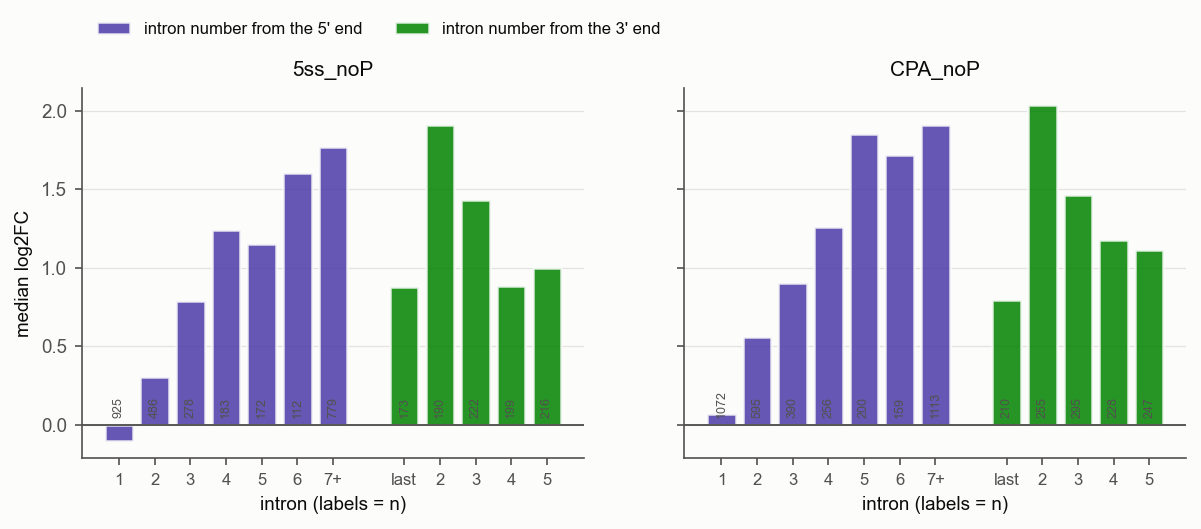 intron number from the 5' end intron number from the 3' end
5ss_noP
CPA_noP
median log2FC
2.0
1.5
1.0
0.5
0.0
925 486 278 183 172 112 779 173 190 222 199 216
1072 595 390 256 200 159 1113 210 255 295 228 247
1 2 3 4 5 6 7+ last 2 3 4 5
1 2 3 4 5 6 7+ last 2 3 4 5
intron (labels = n)
intron (labels = n)